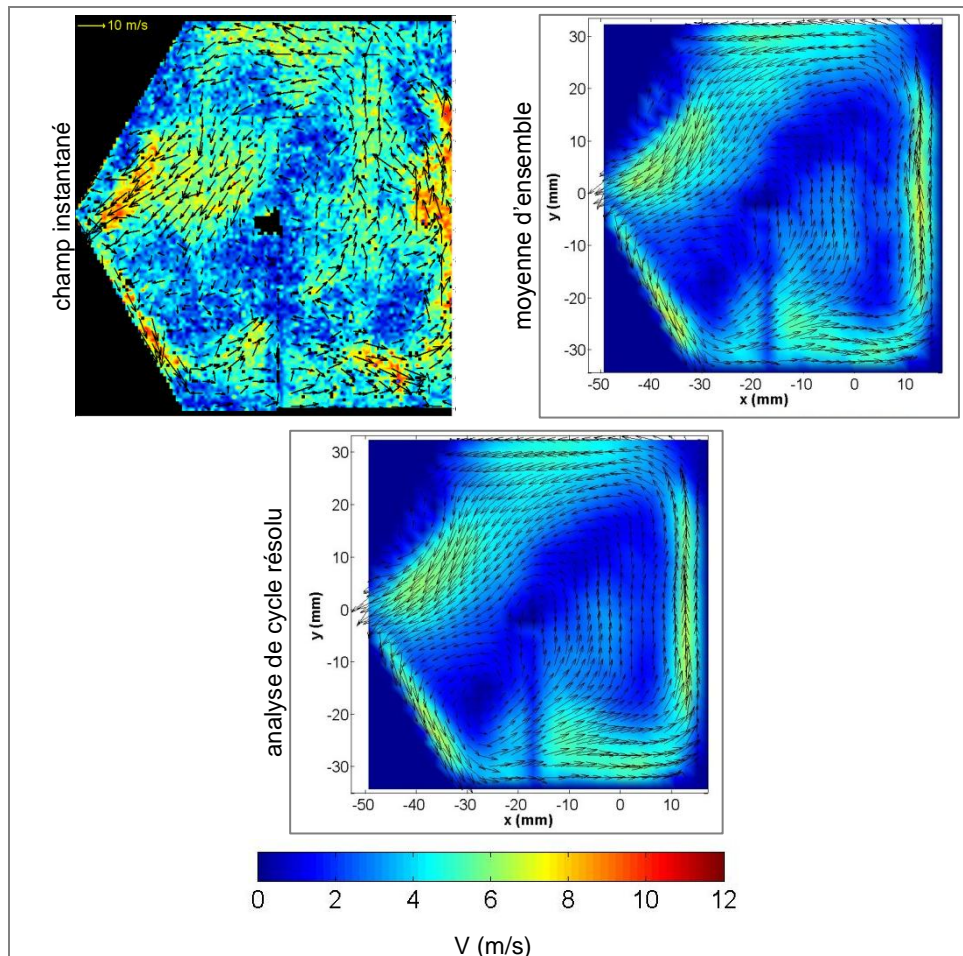 10 m/s
champ instantané
moyenne d'ensemble
30
20
10
0
-10
-20
-30
y (mm)
-50 -40 -30 -20 -10 0 10
x (mm)
analyse de cycle résolu
30
20
10
0
-10
-20
-30
y (mm)
-50 -40 -30 -20 -10 0 10
x (mm)
0 2 4 6 8 10 12
V (m/s)